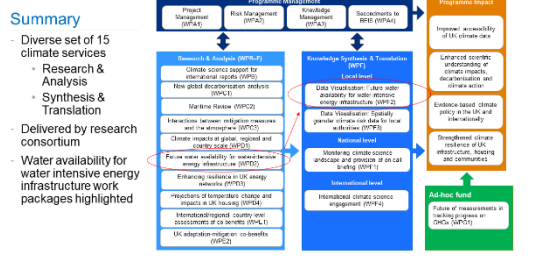 Summary
- Diverse set of 15
climate services
• Research &
Analysis
• Synthesis &
Translation
- Delivered by research
consortium
- Water availability for
water intensive energy
infrastructure work
packages highlighted
Programme Management
Project
Management
(WPA1)
Risk Management
(WPA2)
Knowledge
Management
(WPA3)
Secondments to
BEIS (WPA4)
Research & Analysis (WPB-E)
Climate science support for
international reports (WPB)
New global decarbonisation analysis
(WPC1)
Maritime Review (WPC2)
Interactions between mitigation measures
and the atmosphere (WPC3)
Climate impacts at global, regional and
country scale (WPD1)
Future water availability for water-intensive
energy infrastructure (WPD2)
Enhancing resilience in UK energy
networks (WPD3)
Projections of temperature change and
impacts in UK housing (WPD4)
International/regional country level
assessments of co benefits (WPE1)
UK adaptation-mitigation co-benefits
(WPE2)
Knowledge Synthesis & Translation
(WPF)
Local level
Data Visualisation: Future water
availability for water-intensive
energy infrastructure (WPF2)
Data Visualisation: Spatially
granular climate risk data for local
authorities (WPF3)
National level
Monitoring climate science
landscape and provision of on call
briefing (WPF1)
International level
International climate science
engagement (WPF4)
Programme Impact
Improved accessibility
of UK climate data
Enhanced scientific
understanding of
climate impacts,
decarbonisation and
climate action
Evidence-based climate
policy in the UK and
internationally
Strengthened climate
resilience of UK
infrastructure, housing
and communities
Ad-hoc fund
Future of measurements in
tracking progress on
GHGs (WPG1)